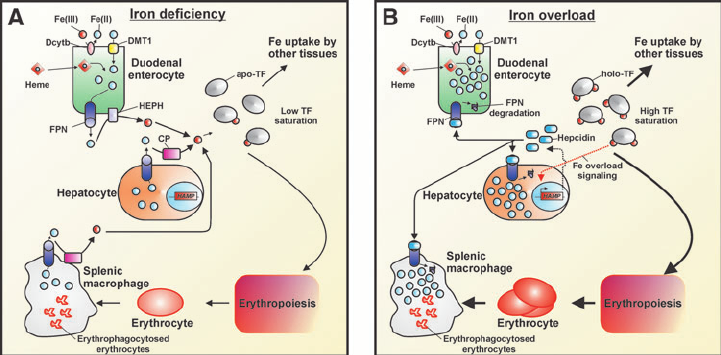 A
Iron deficiency
Fe(III) Fe(II)
Dcytb
DMT1
Fe uptake by
other tissues
Duodenal
enterocyte
apo-TF
Heme
HEPH
FPN
Low TF
saturation
CP
Hepatocyte
HAMP
Splenic
macrophage
Erythropoiesis
Erythrocyte
Erythrophagocytosed
erythrocytes
B
Iron overload
Fe(III) Fe(II)
Dcytb
DMT1
Fe uptake by
other tissues
Duodenal
enterocyte
holo-TF
Heme
FPN
degradation
FPN
High TF
saturation
Hepcidin
Fe overload
signaling
Hepatocyte
HAMP
Splenic
macrophage
Erythropoiesis
Erythrocyte
Erythrophagocytosed
erythrocytes